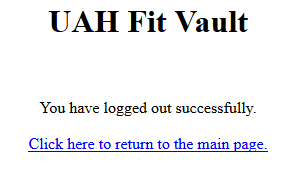 UAH Fit Vault
You have logged out successfully.
Click here to return to the main page.